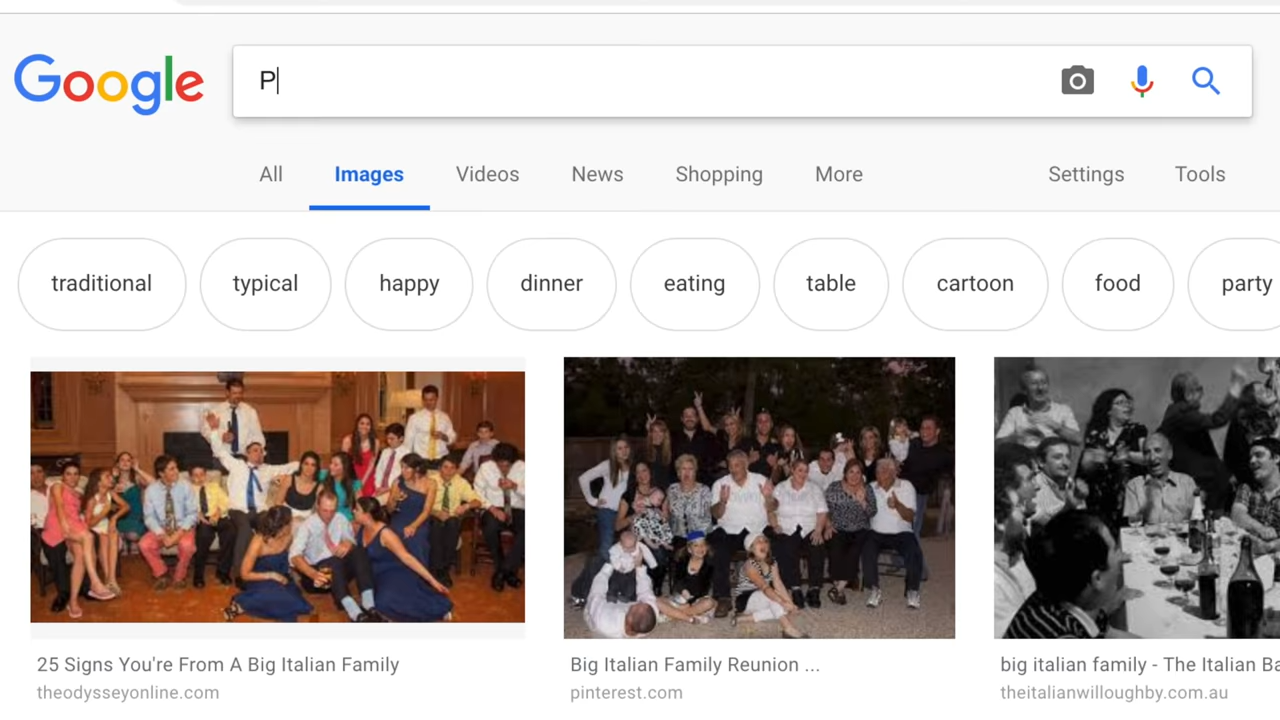 Google
P
All Images Videos News Shopping More Settings Tools
traditional typical happy dinner eating table cartoon food party
25 Signs You're From A Big Italian Family
theodysseyonline.com
Big Italian Family Reunion ...
pinterest.com
big italian family - The Italian Ba
theitalianwilloughby.com.au